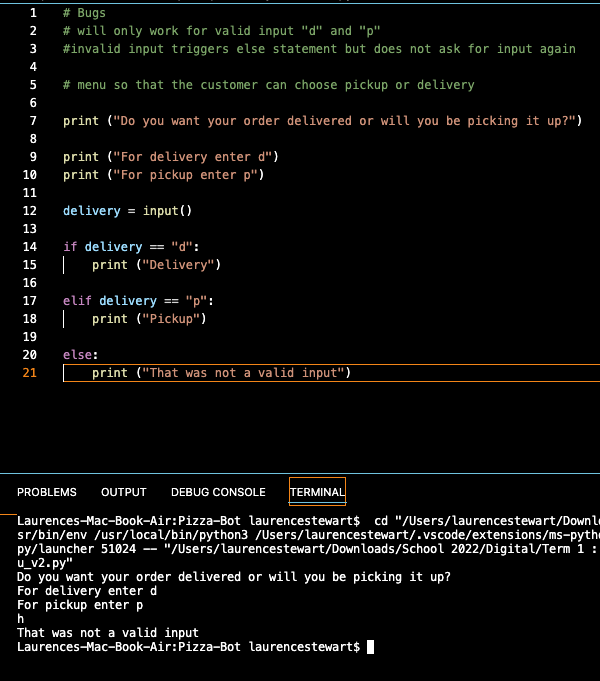 1 # Bugs
2 # will only work for valid input "d" and "p"
3 #invalid input triggers else statement but does not ask for input again
4
5 # menu so that the customer can choose pickup or delivery
6
7 print ("Do you want your order delivered or will you be picking it up?")
8
9 print ("For delivery enter d")
10 print ("For pickup enter p")
11
12 delivery = input()
13
14 if delivery == "d":
15 print ("Delivery")
16
17 elif delivery == "p":
18 print ("Pickup")
19
20 else:
21 print ("That was not a valid input")
PROBLEMS OUTPUT DEBUG CONSOLE TERMINAL
Laurences-Mac-Book-Air:Pizza-Bot laurencestewart$ cd "/Users/laurencestewart/Downl
sr/bin/env /usr/local/bin/python3 /Users/laurencestewart/.vscode/extensions/ms-pyth
py/launcher 51024 -- "/Users/laurencestewart/Downloads/School 2022/Digital/Term 1 :
u_v2.py"
Do you want your order delivered or will you be picking it up?
For delivery enter d
For pickup enter p
h
That was not a valid input
Laurences-Mac-Book-Air:Pizza-Bot laurencestewart$